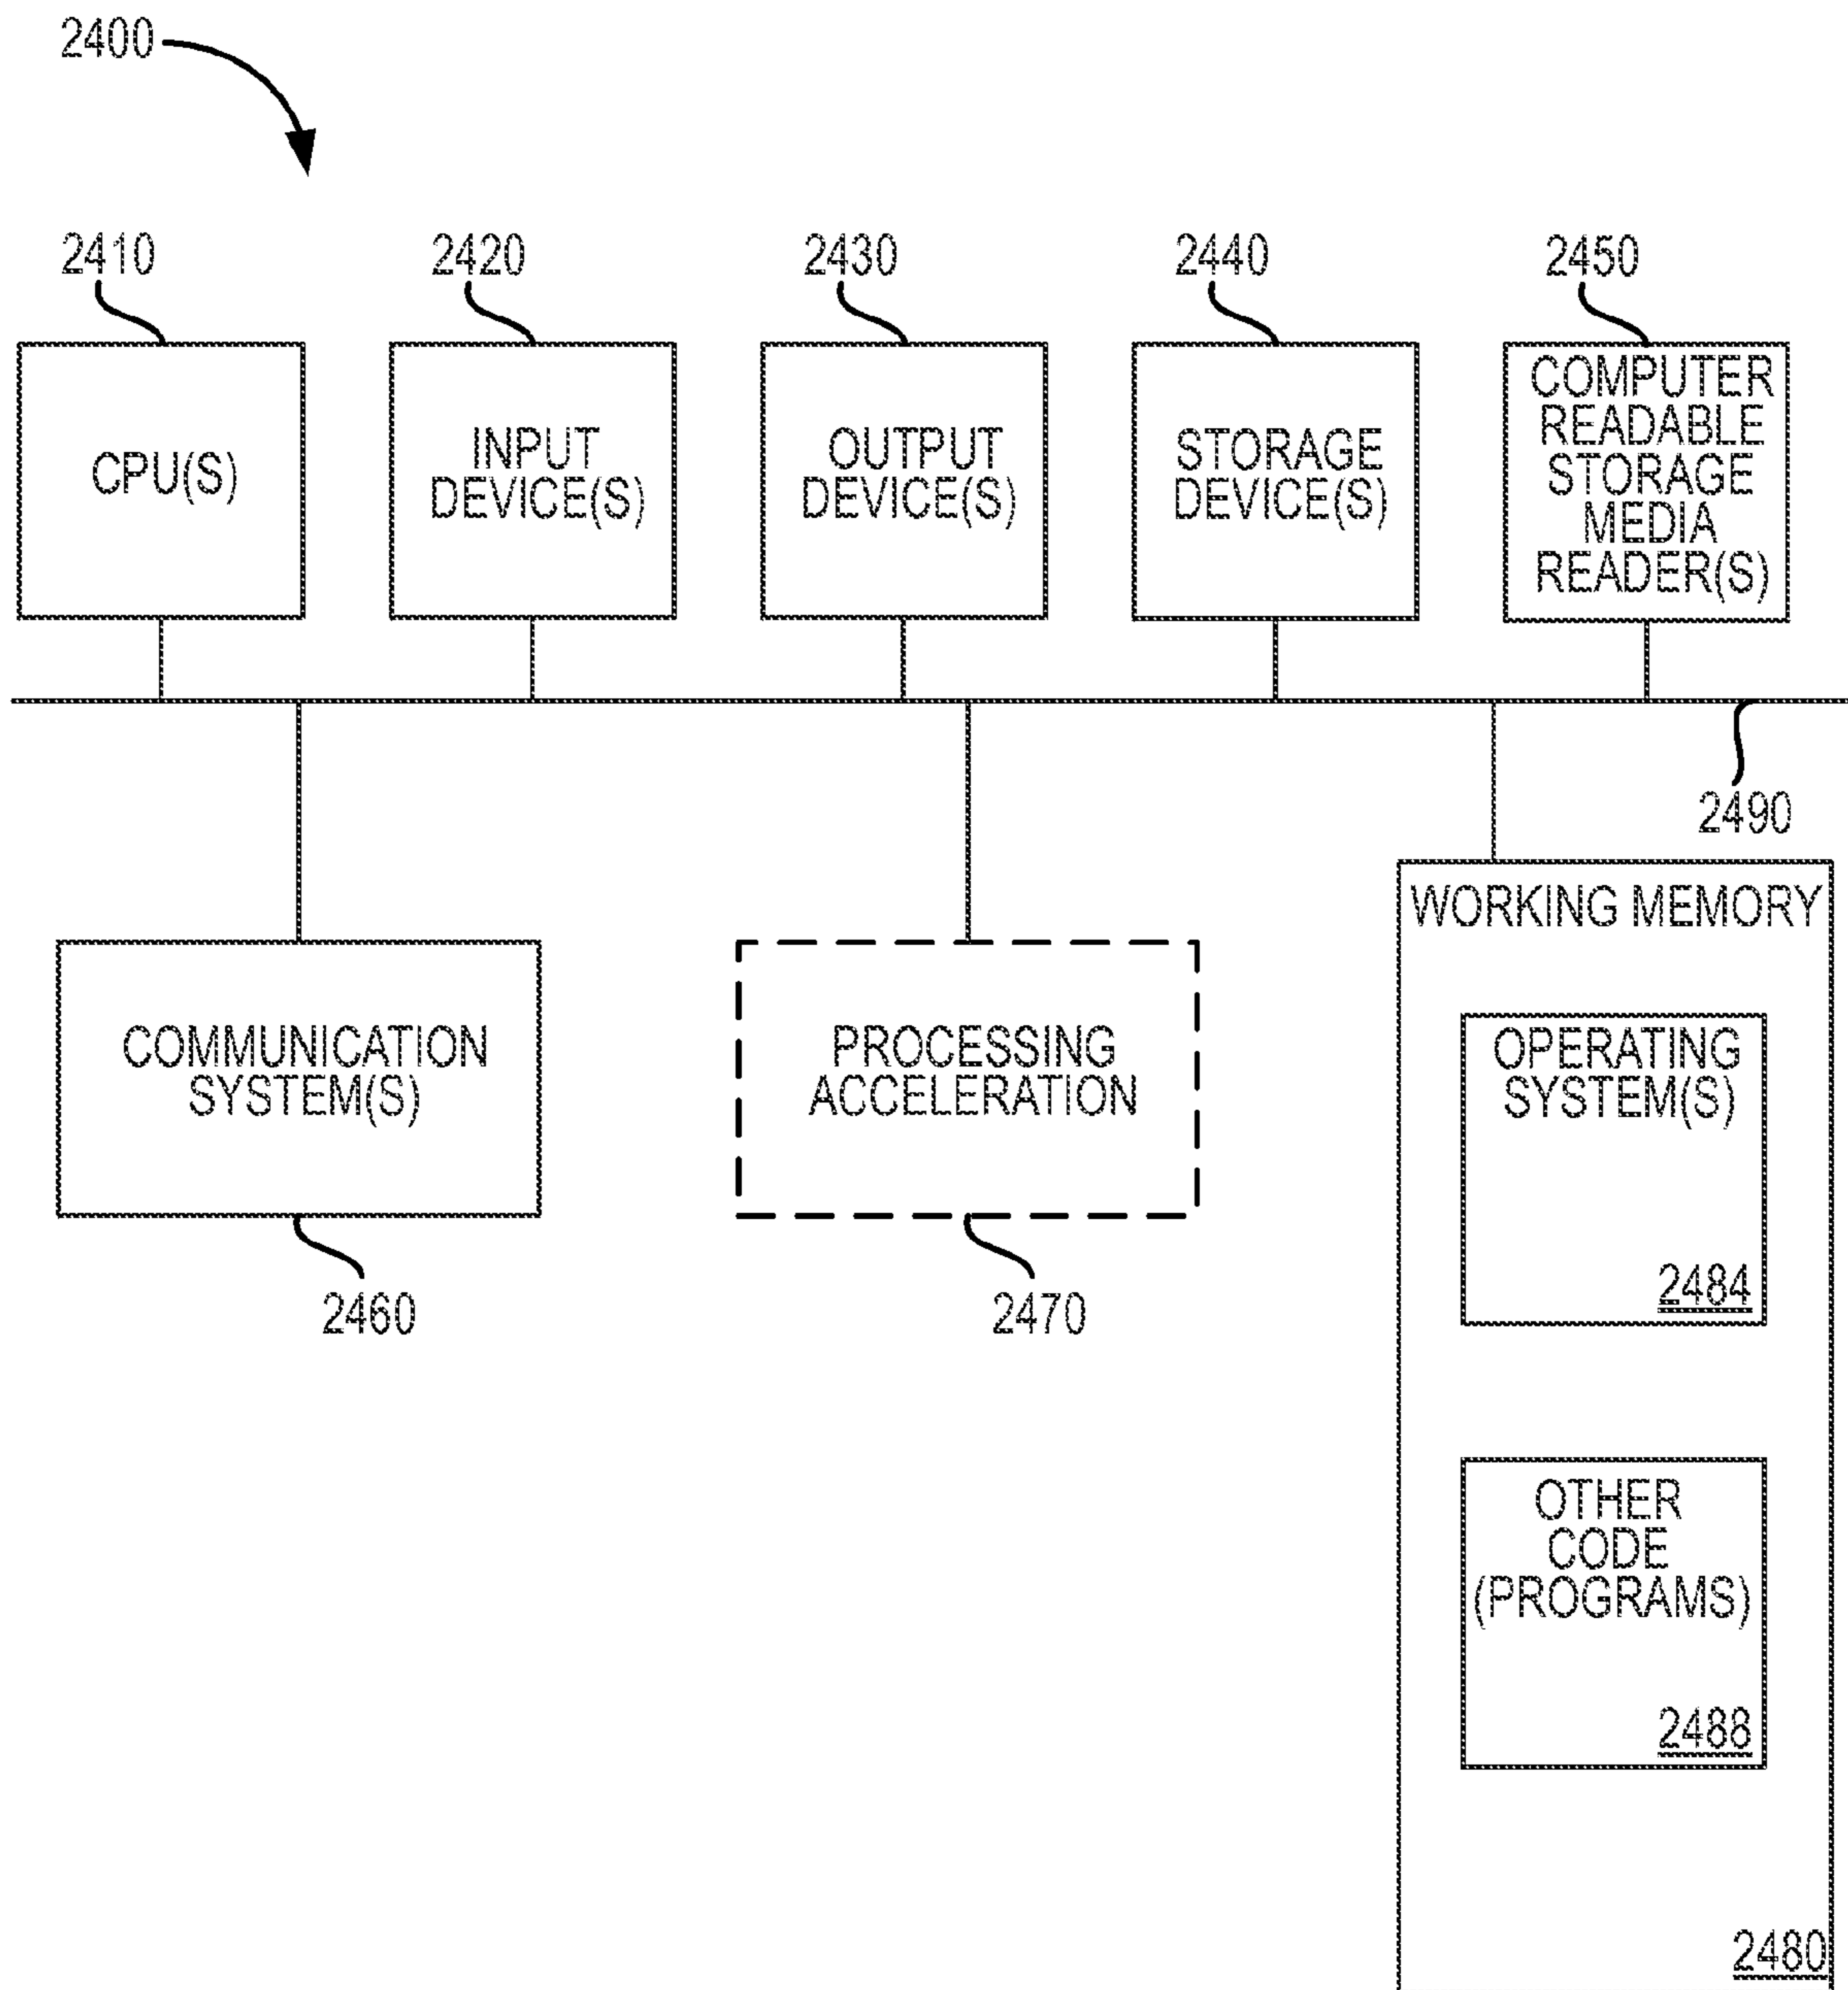 2400
2410
2420
2430
2440
2450
CPU(S)
INPUT
DEVICE(S)
OUTPUT
DEVICE(S)
STORAGE
DEVICE(S)
COMPUTER
READABLE
STORAGE
MEDIA
READER(S)
2490
COMMUNICATION
SYSTEM(S)
2460
PROCESSING
ACCELERATION
2470
WORKING MEMORY
OPERATING
SYSTEM(S)
2484
OTHER
CODE
(PROGRAMS)
2488
2480